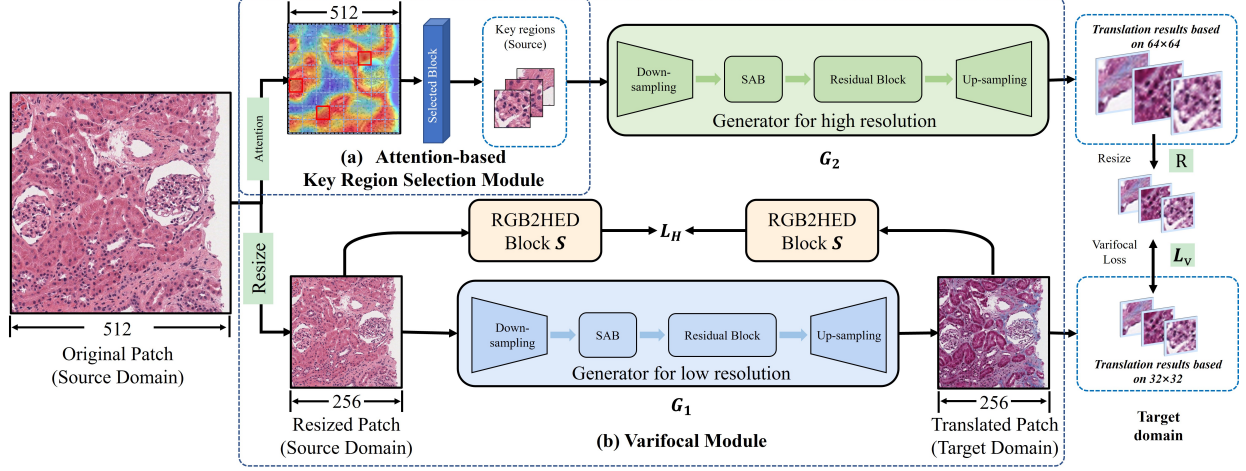 512
Original Patch
(Source Domain)
Attention
Resize
512
Selected Block
Key regions
(Source)
(a) Attention-based
Key Region Selection Module
Down-
sampling
SAB
Residual Block
Up-sampling
Generator for high resolution
G₂
RGB2HED
Block S
L_H
RGB2HED
Block S
256
Resized Patch
(Source Domain)
Down-
sampling
SAB
Residual Block
Up-sampling
Generator for low resolution
G₁
(b) Varifocal Module
256
Translated Patch
(Target Domain)
Translation results based
on 64×64
Resize
R
Varifocal
Loss
L_V
Translation results based
on 32×32
Target
domain